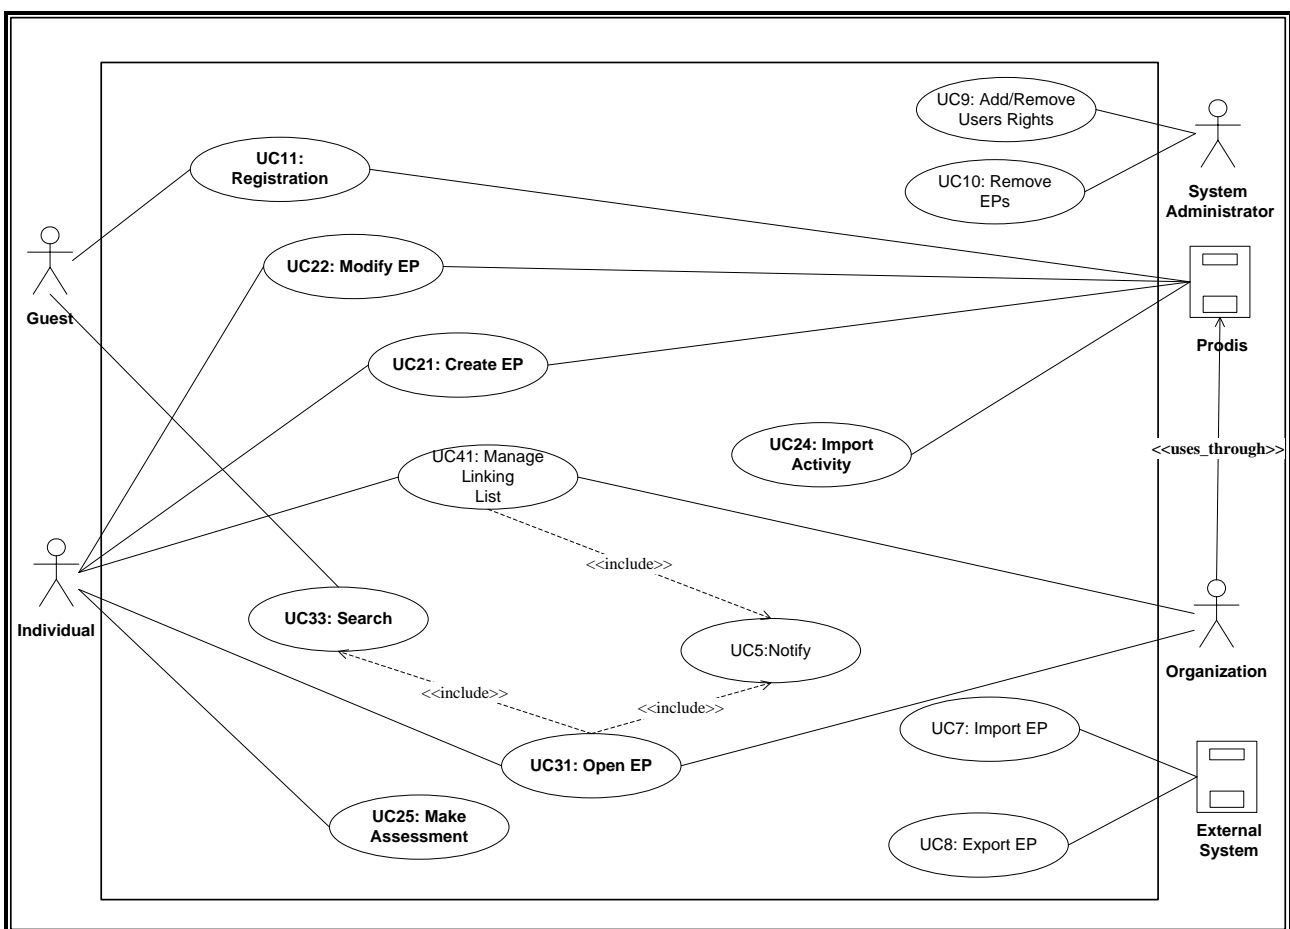 UC9: Add/Remove
Users Rights
UC11:
Registration
UC10: Remove
EPs
System
Administrator
UC22: Modify EP
Guest
Prodis
UC21: Create EP
UC24: Import
Activity
<<uses_through>>
UC41: Manage
Linking
List
<<include>>
UC33: Search
Individual
UC5:Notify
Organization
<<include>>
<<include>>
UC7: Import EP
UC31: Open EP
UC25: Make
Assessment
External
System
UC8: Export EP